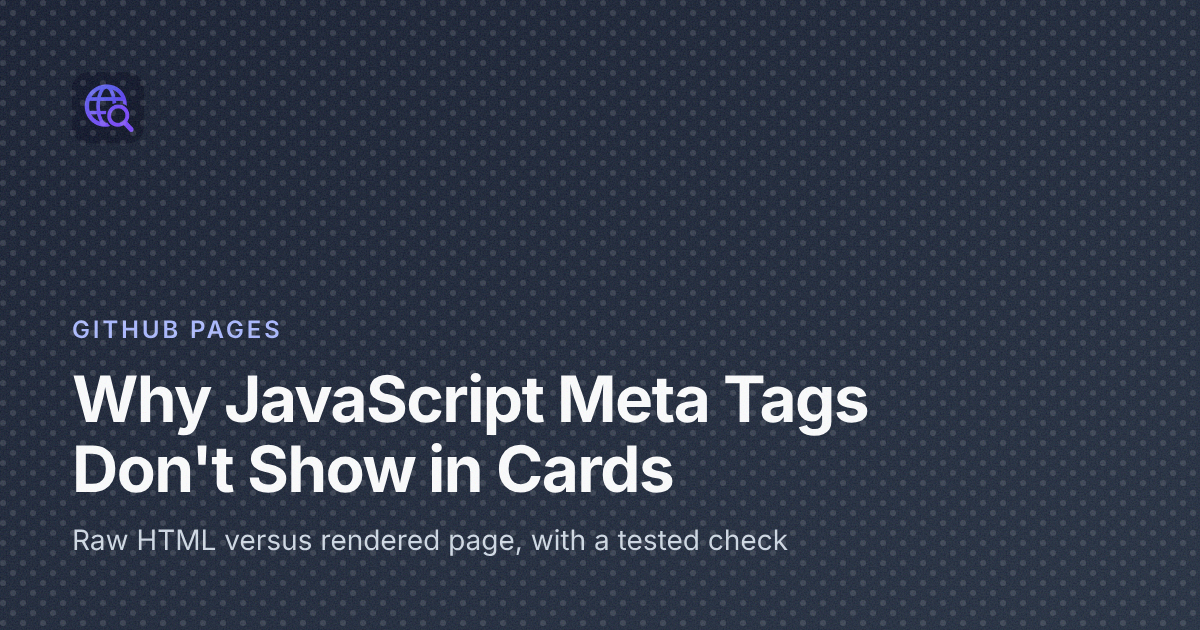 GITHUB PAGES
Why JavaScript Meta Tags
Don't Show in Cards
Raw HTML versus rendered page, with a tested check